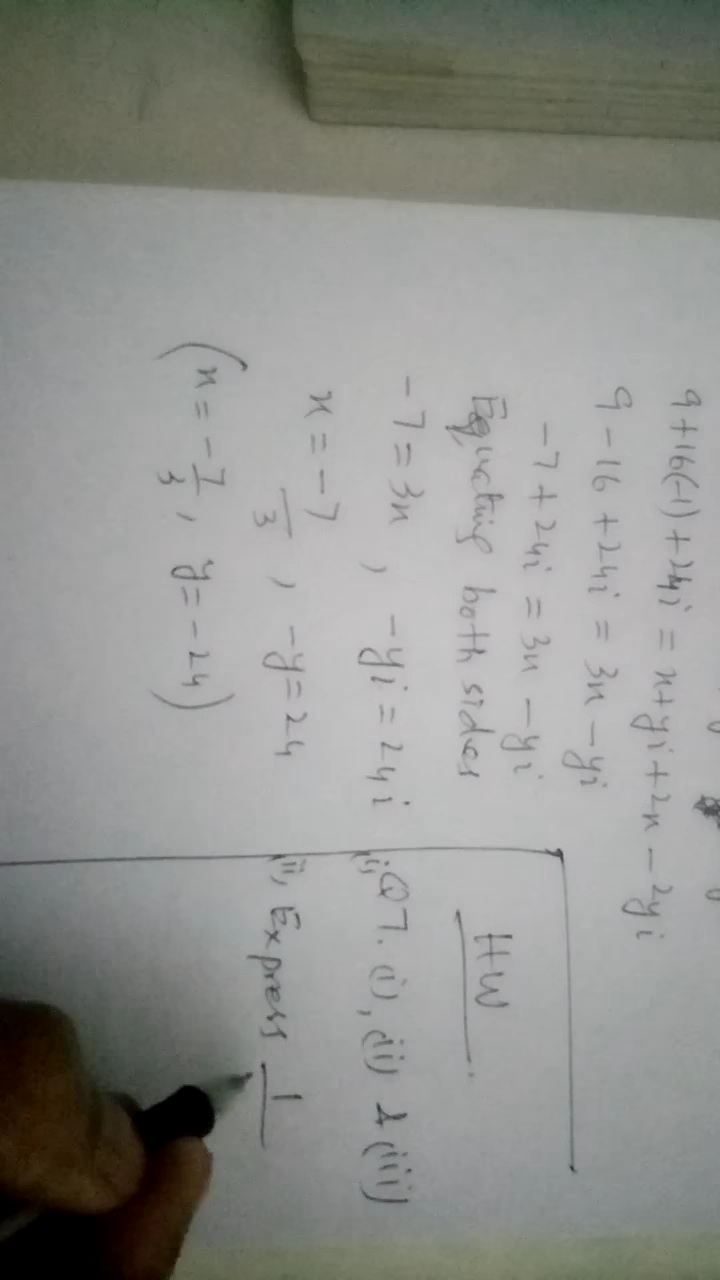 9+16(-1)+24i = x+yi+2x-2yi
9-16+24i = 3x-yi
-7+24i = 3x-yi
Equating both sides
-7=3x , -yi=24i
x = -7/3 , -y=24
(x = -7/3, y=-24)
HW
i, Q7. (i), (ii) & (iii)
ii, Express 1